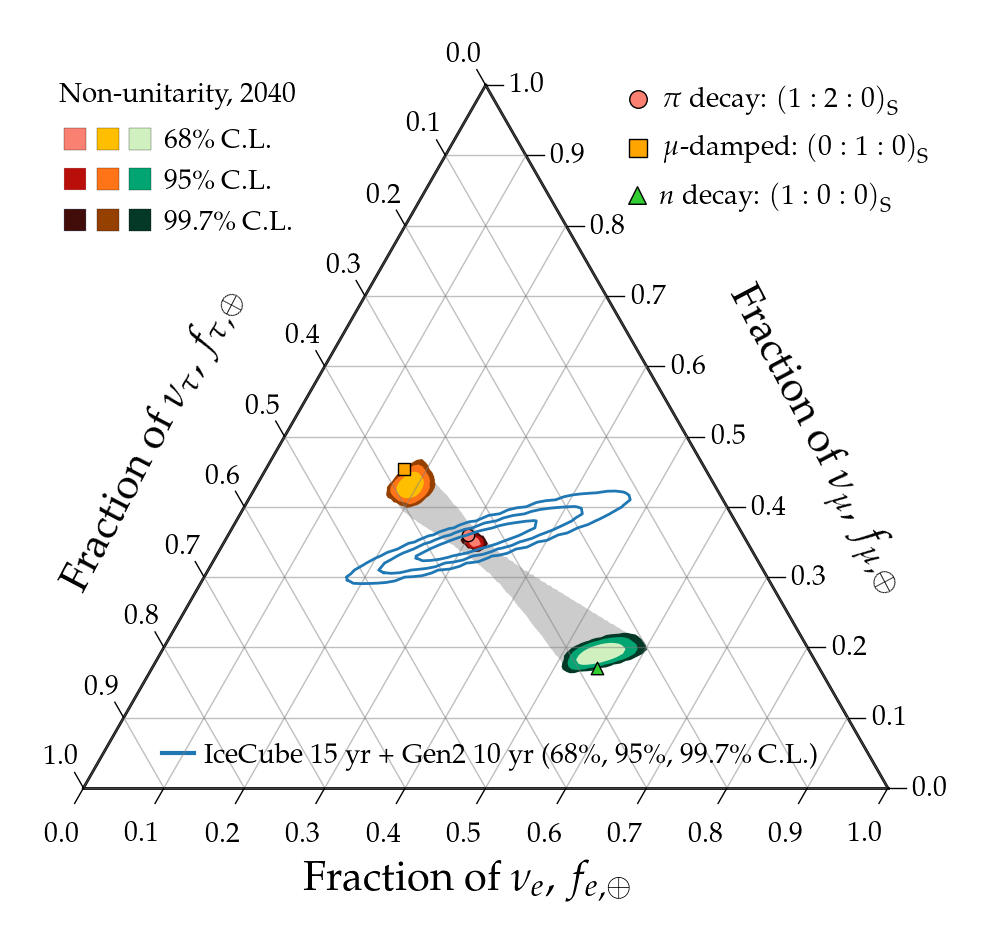 Non-unitarity, 2040
68% C.L.
95% C.L.
99.7% C.L.
π decay: (1 : 2 : 0)S
μ-damped: (0 : 1 : 0)S
n decay: (1 : 0 : 0)S
Fraction of ντ, fτ,⊕
0.0
0.1
0.2
0.3
0.4
0.5
0.6
0.7
0.8
0.9
1.0
Fraction of νμ, fμ,⊕
1.0
0.9
0.8
0.7
0.6
0.5
0.4
0.3
0.2
0.1
0.0
IceCube 15 yr + Gen2 10 yr (68%, 95%, 99.7% C.L.)
0.0 0.1 0.2 0.3 0.4 0.5 0.6 0.7 0.8 0.9 1.0
Fraction of νe, fe,⊕